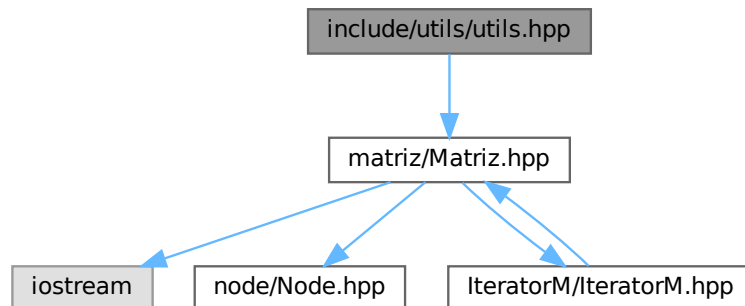 include/utils/utils.hpp
matriz/Matriz.hpp
iostream
node/Node.hpp
IteratorM/IteratorM.hpp